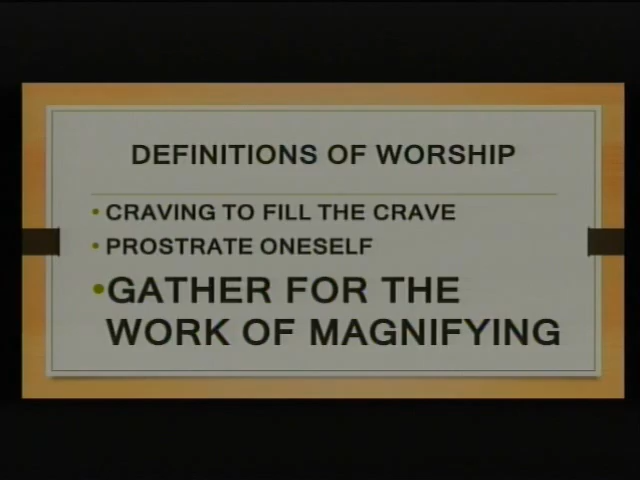 DEFINITIONS OF WORSHIP
• CRAVING TO FILL THE CRAVE
• PROSTRATE ONESELF
• GATHER FOR THE
WORK OF MAGNIFYING